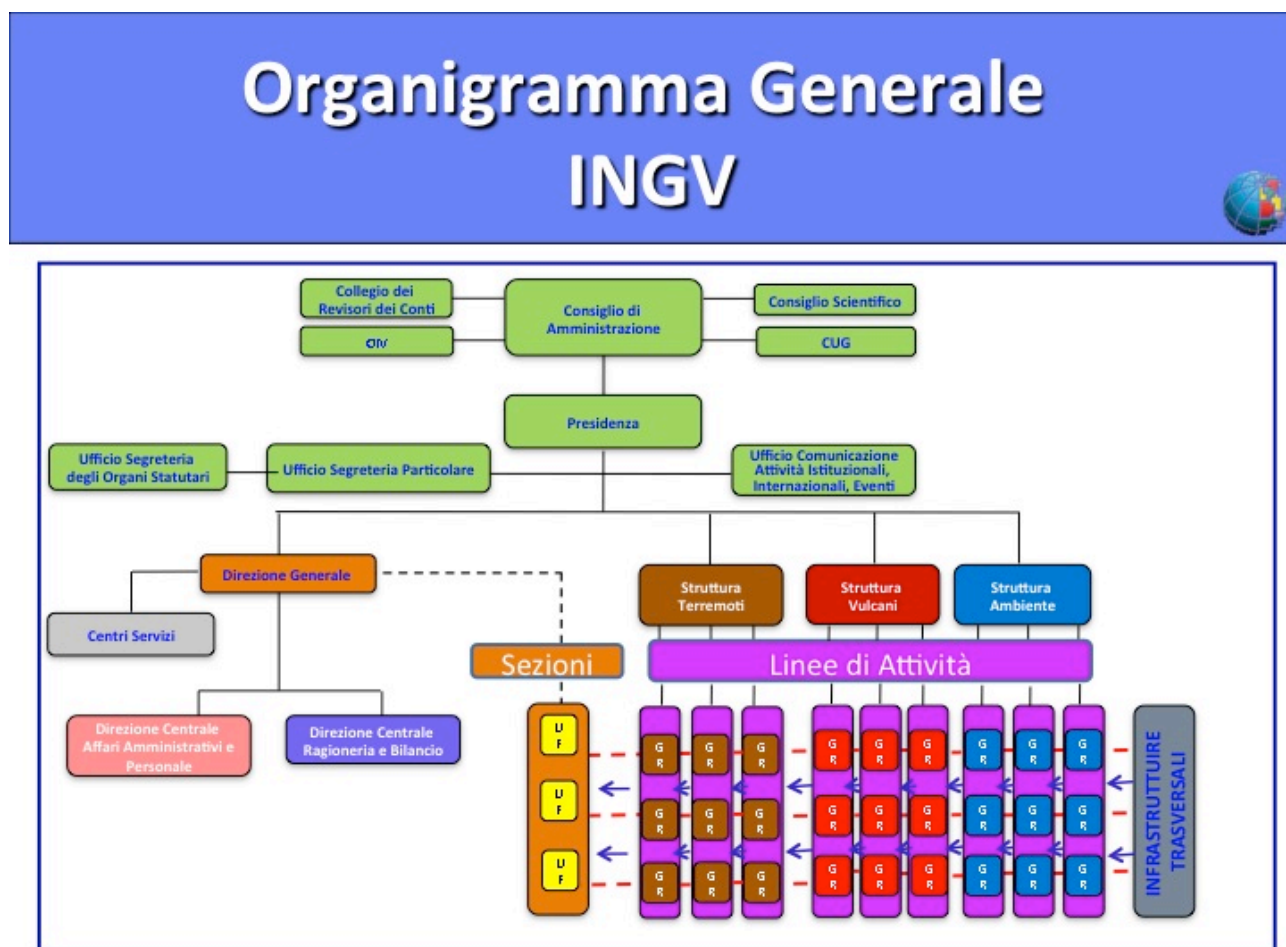 Organigramma Generale
INGV
Collegio dei
Revisori dei Conti
Consiglio di
Amministrazione
Consiglio Scientifico
OIV
CUG
Presidenza
Ufficio Segreteria
degli Organi Statutari
Ufficio Segreteria Particolare
Ufficio Comunicazione
Attività Istituzionali,
Internazionali, Eventi
Direzione Generale
Struttura
Terremoti
Struttura
Vulcani
Struttura
Ambiente
Centri Servizi
Sezioni
Linee di Attività
Direzione Centrale
Affari Amministrativi e
Personale
Direzione Centrale
Ragioneria e Bilancio
U
F
G G G G G G G G G
R R R R R R R R R
U
F
G G G G G G G G G
R R R R R R R R R
U
F
G G G G G G G G G
R R R R R R R R R
INFRASTRUTTUIRE
TRASVERSALI